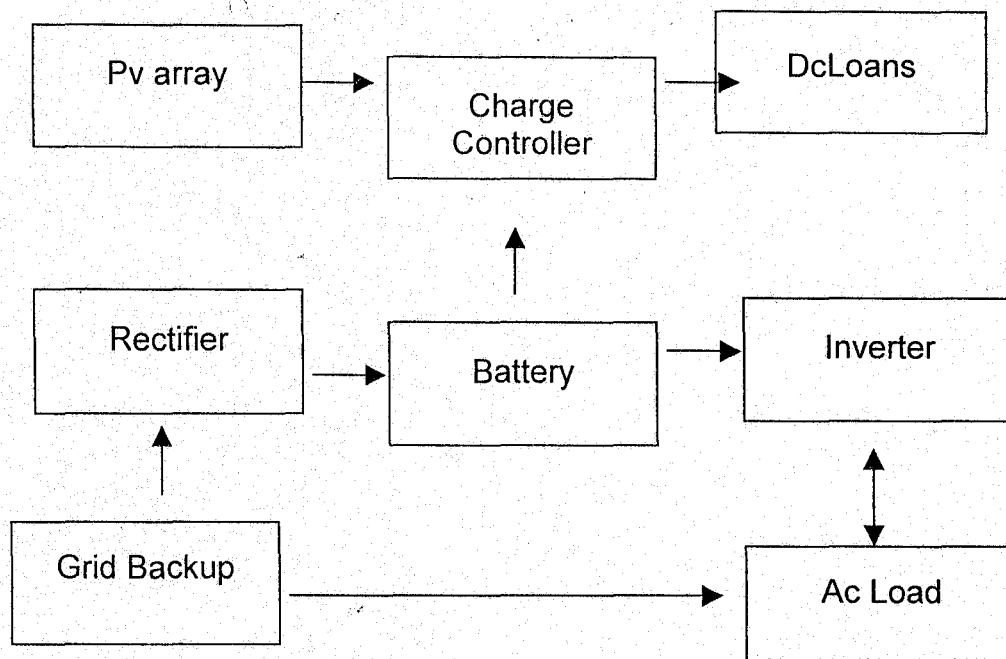 Pv array
Charge
Controller
DcLoans
Rectifier
Battery
Inverter
Grid Backup
Ac Load